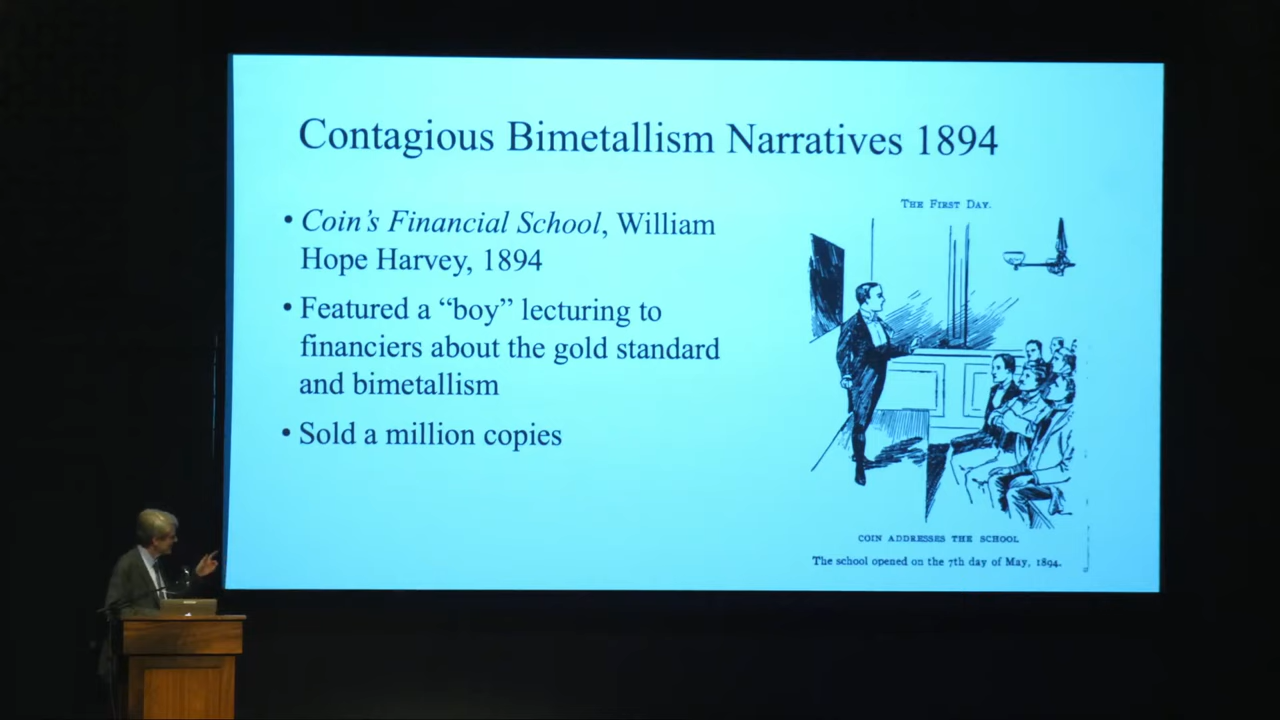 Contagious Bimetallism Narratives 1894
• Coin’s Financial School, William
Hope Harvey, 1894
• Featured a “boy” lecturing to
financiers about the gold standard
and bimetallism
• Sold a million copies
THE FIRST DAY.
COIN ADDRESSES THE SCHOOL
The school opened on the 7th day of May, 1894.